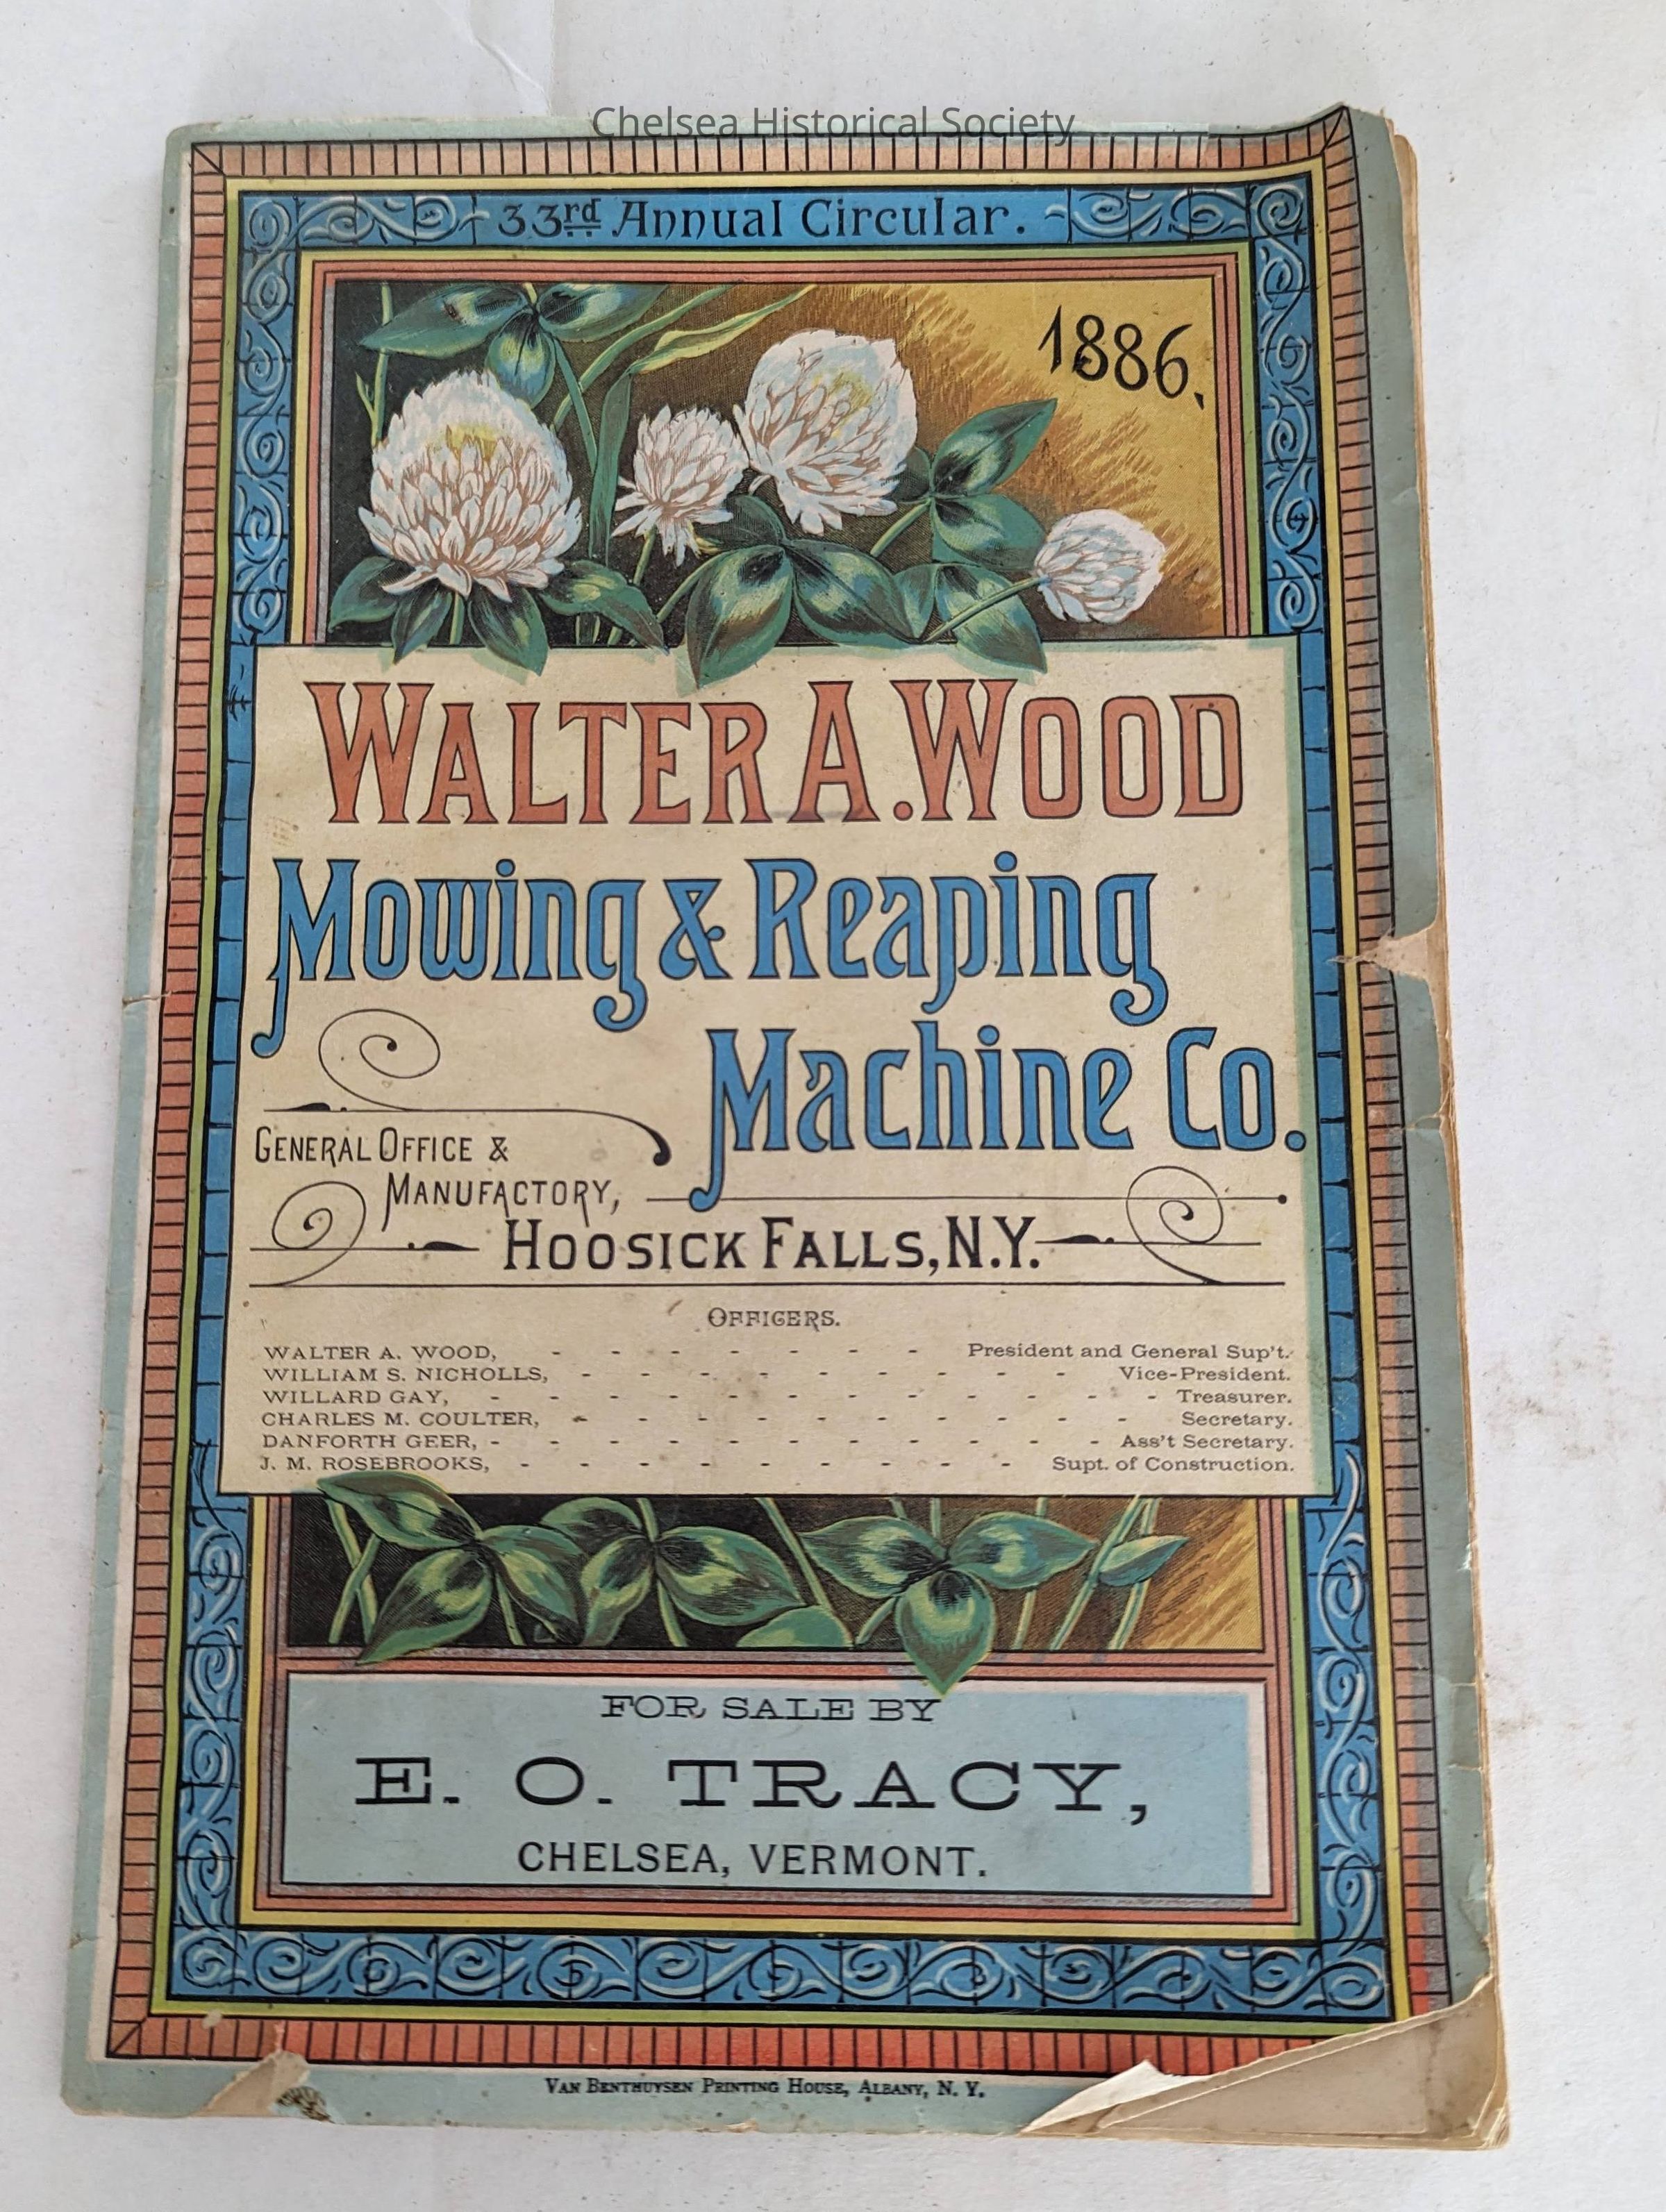 Chelsea Historical Society
33rd Annual Circular.
1886.
WALTER A. WOOD
Mowing & Reaping
Machine Co.
GENERAL OFFICE &
MANUFACTORY,
HOOSICK FALLS, N.Y.
OFFICERS.
WALTER A. WOOD, - - - - - - - President and General Sup't.
WILLIAM S. NICHOLLS, - - - - - - - - - Vice-President.
WILLARD GAY, - - - - - - - - - - - - Treasurer.
CHARLES M. COULTER, - - - - - - - - - - Secretary.
DANFORTH GEER, - - - - - - - - - - - Ass't Secretary.
J. M. ROSEBROOKS, - - - - - - - - - Supt. of Construction.
FOR SALE BY
E. O. TRACY,
CHELSEA, VERMONT.
VAN BENTHUYSEN PRINTING HOUSE, ALBANY, N. Y.